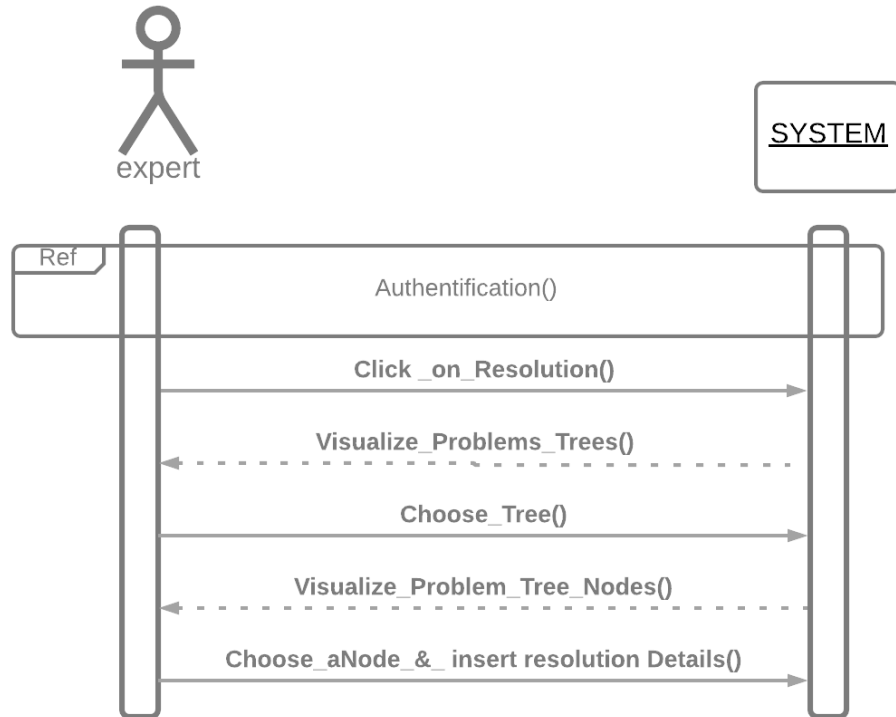 expert
SYSTEM
Ref
Authentification()
Click _on_Resolution()
Visualize_Problems_Trees()
Choose_Tree()
Visualize_Problem_Tree_Nodes()
Choose_aNode_&_ insert resolution Details()